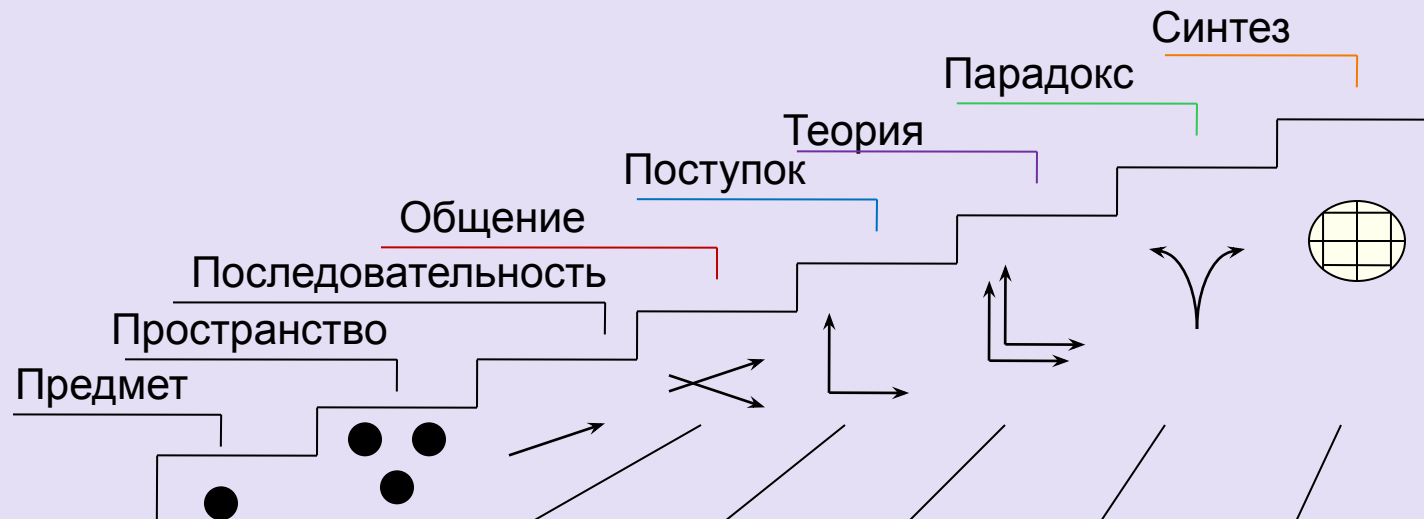 Синтез
Парадокс
Теория
Поступок
Общение
Последовательность
Пространство
Предмет